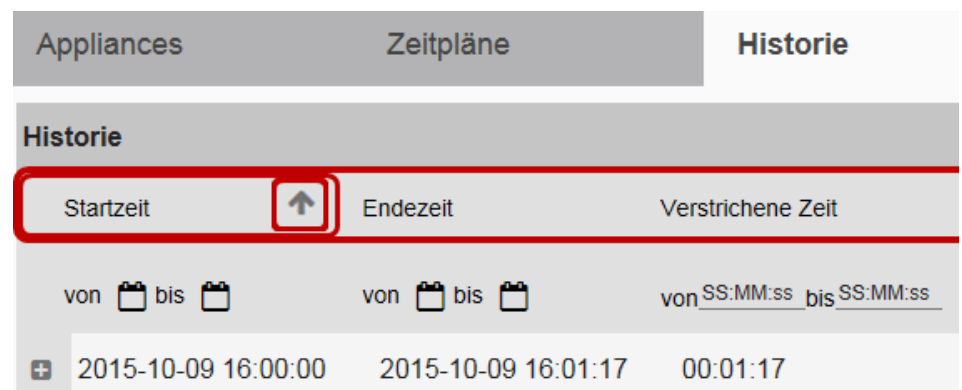 Appliances Zeitpläne Historie
Historie
Startzeit Endezeit Verstrichene Zeit
von bis von bis von SS:MM:ss bis SS:MM:ss
2015-10-09 16:00:00 2015-10-09 16:01:17 00:01:17